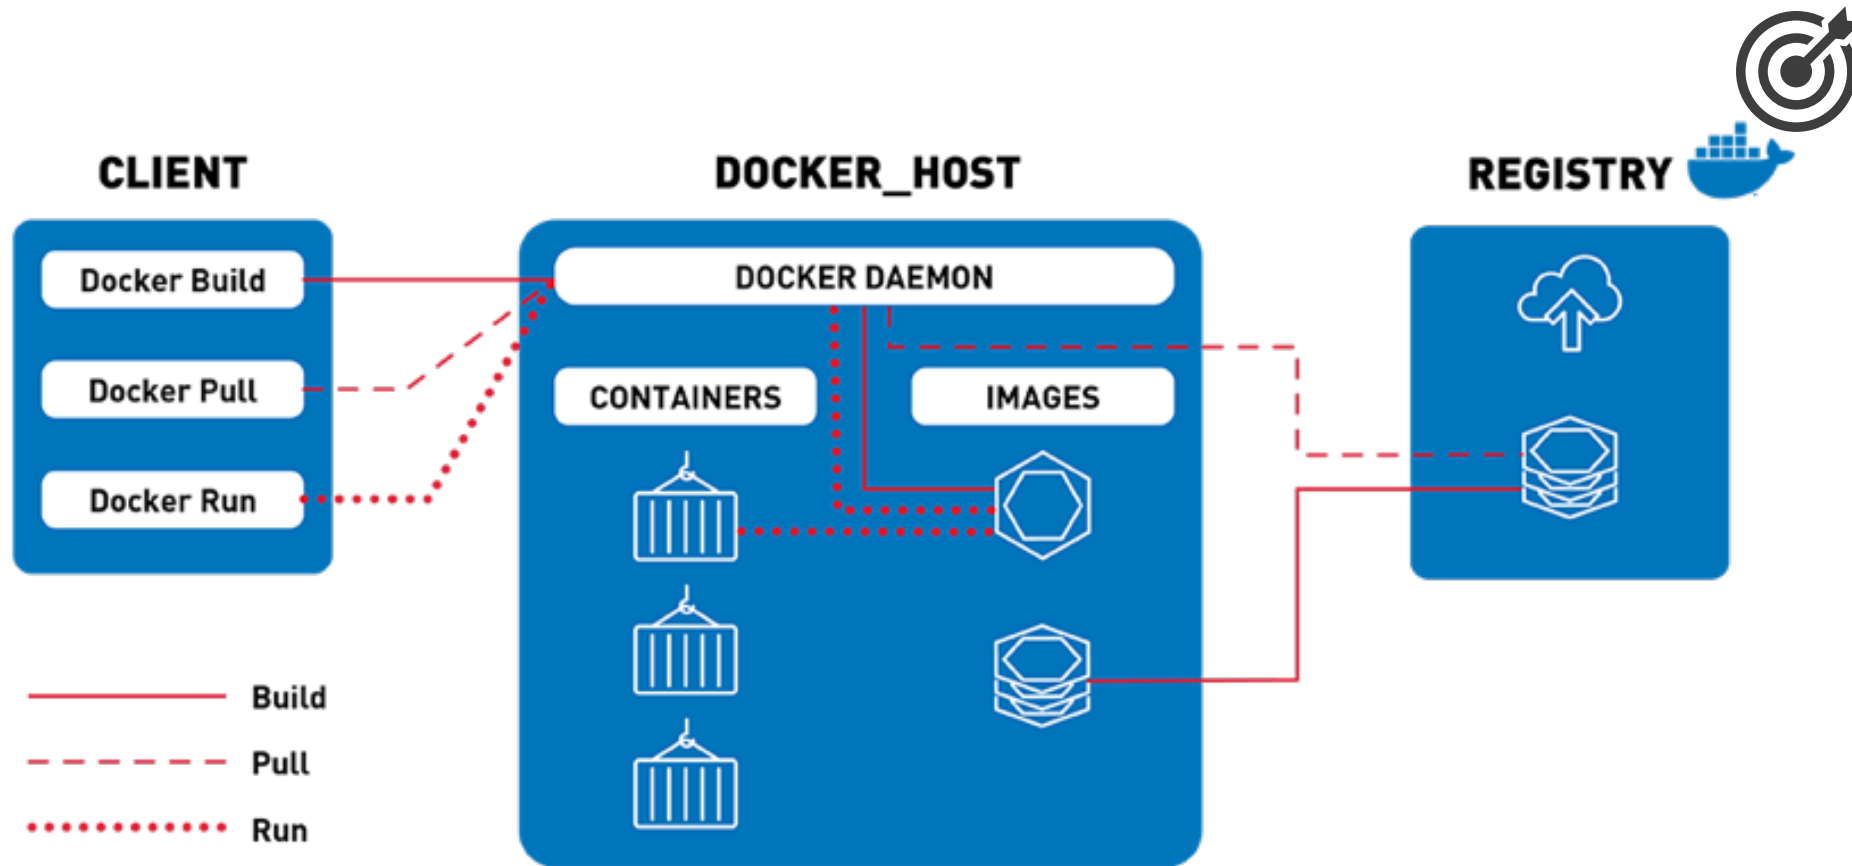 CLIENT
DOCKER_HOST
REGISTRY
Docker Build
Docker Pull
Docker Run
DOCKER DAEMON
CONTAINERS
IMAGES
Build
Pull
Run